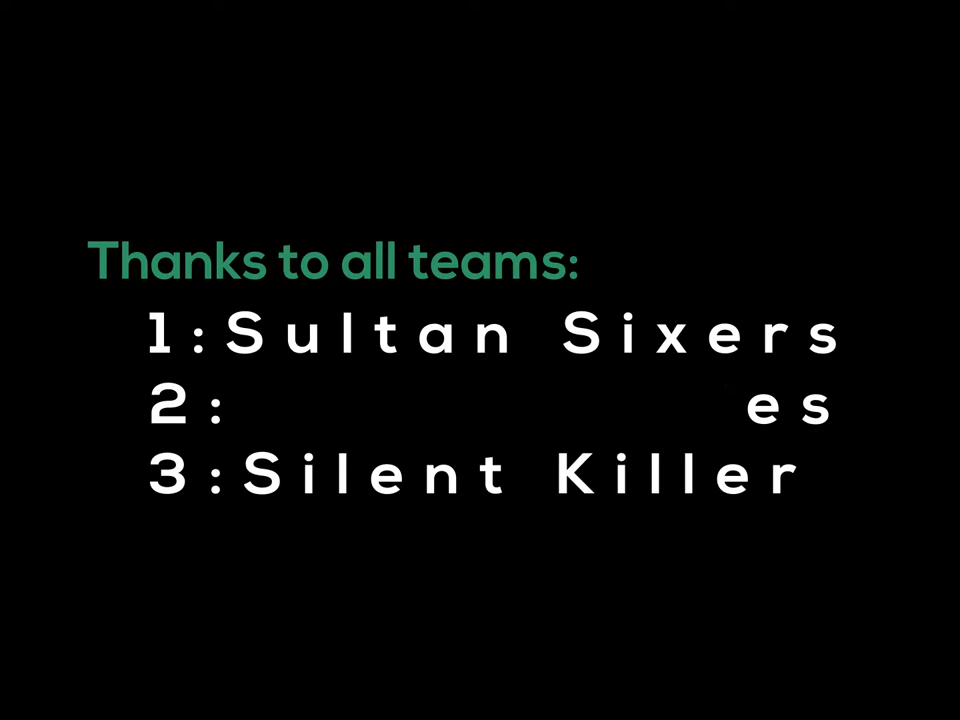 Thanks to all teams:
1:Sultan Sixers
2: es
3:Silent Killer